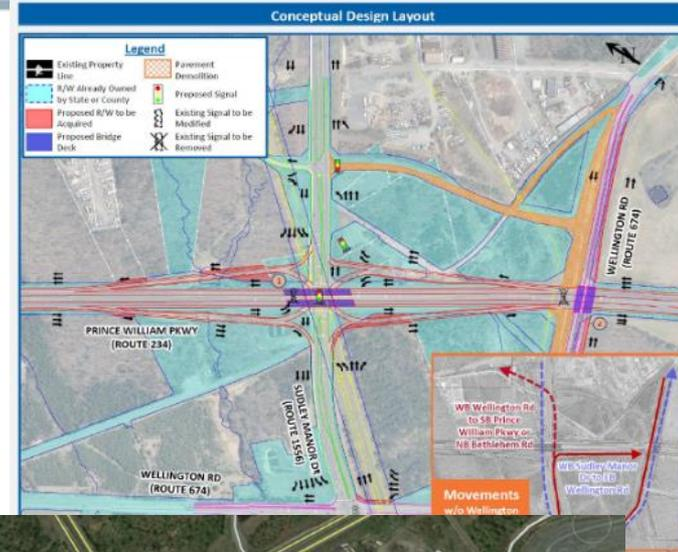 Conceptual Design Layout
N
Legend
Existing Property
Line
Pavement
Demolition
R/W Already Owned
by State or County
Proposed Signal
Proposed R/W to be
Acquired
Existing Signal to be
Modified
Proposed Bridge
Deck
Existing Signal to be
Removed
WELLINGTON RD
(ROUTE 674)
1
2
PRINCE WILLIAM PKWY
(ROUTE 234)
SUDLEY MANOR DR
(ROUTE 1556)
WELLINGTON RD
(ROUTE 674)
WB Wellington Rd
to SB Prince
William Pkwy or
NB Bethlehem Rd
WB Sudley Manor
Dr to EB
Wellington Rd
Movements
w/o Wellington